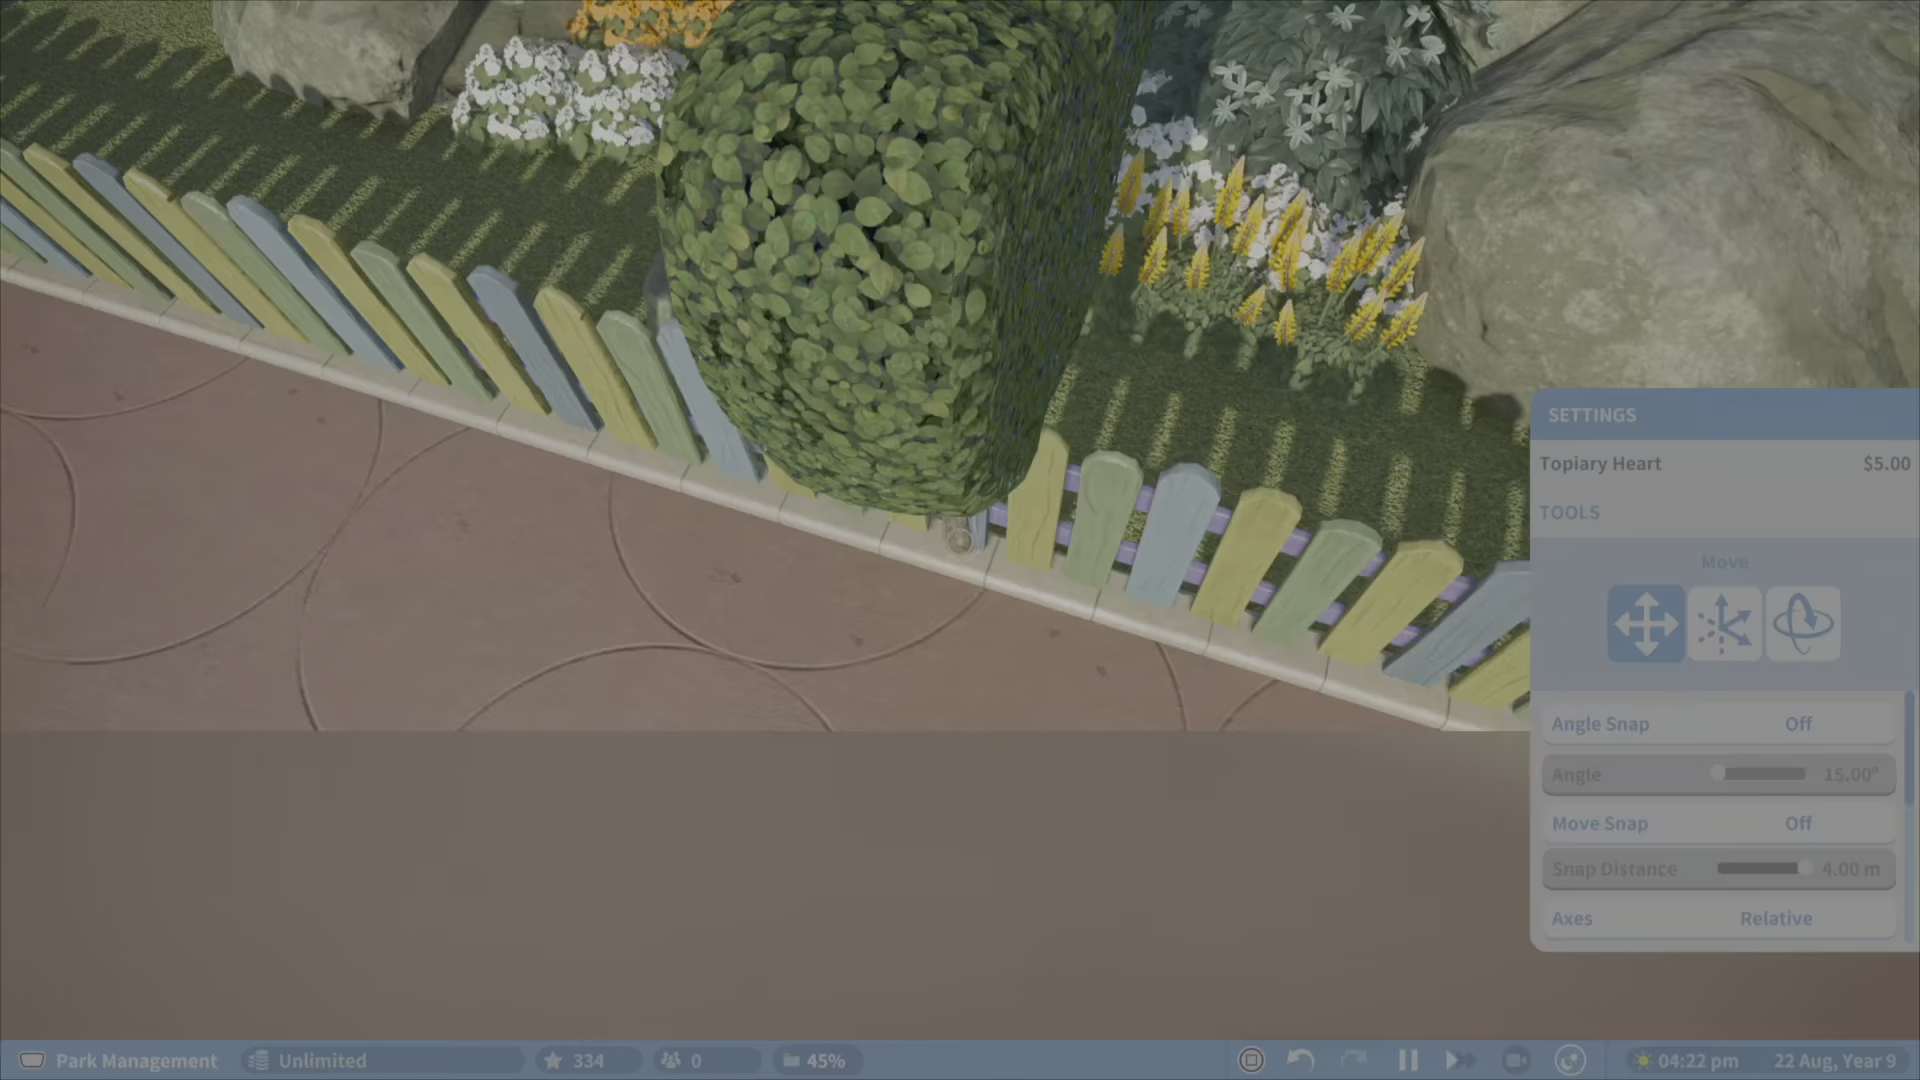 SETTINGS
Topiary Heart $5.00
TOOLS
Move
Angle Snap Off
Angle 15.00°
Move Snap Off
Snap Distance 4.00 m
Axes Relative
Park Management Unlimited 334 0 45% 04:22 pm 22 Aug, Year 9